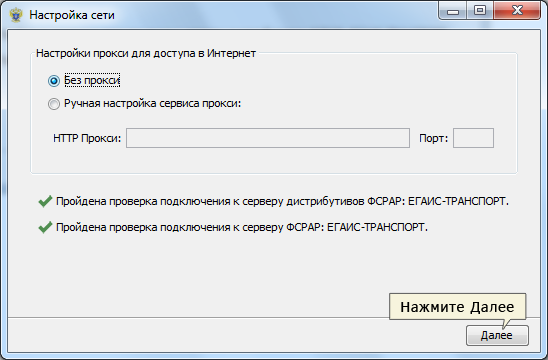 Настройка сети
Настройки прокси для доступа в Интернет
Без прокси
Ручная настройка сервиса прокси:
HTTP Прокси: Порт:
Пройдена проверка подключения к серверу дистрибутивов ФСРАР: ЕГАИС-ТРАНСПОРТ.
Пройдена проверка подключения к серверу ФСРАР: ЕГАИС-ТРАНСПОРТ.
Нажмите Далее
Далее